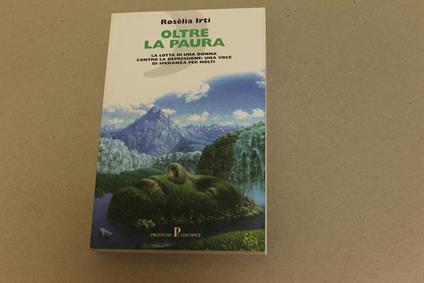 Rosèlia Irti
OLTRE
LA PAURA
LA LOTTA DI UNA DONNA
CONTRO LA DEPRESSIONE: UNA VOCE
DI SPERANZA PER MOLTI
PRATICHE P EDITRICE